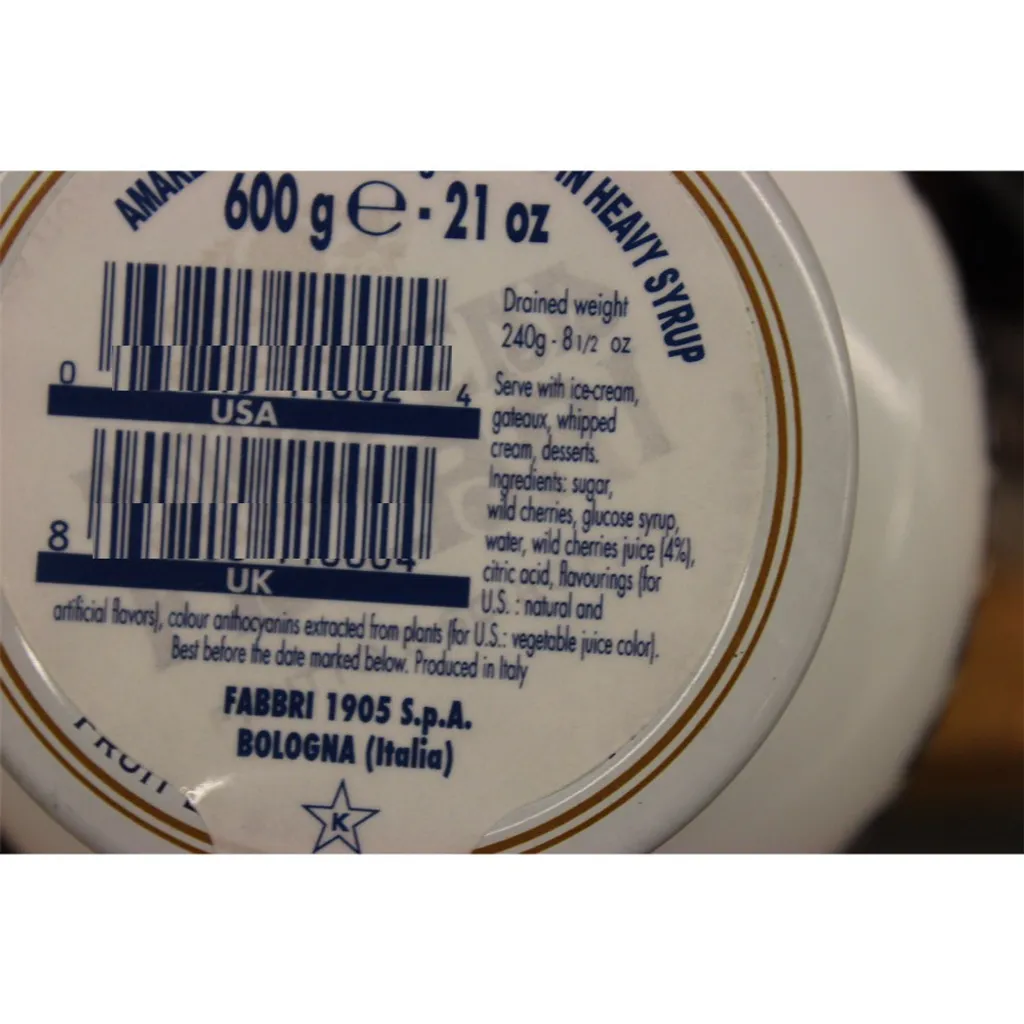 IN HEAVY SYRUP
600 g e - 21 oz
Drained weight
240g - 8 1/2 oz
0
4
USA
Serve with ice-cream,
gateaux, whipped
cream, desserts.
Ingredients: sugar,
wild cherries, glucose syrup,
water, wild cherries juice (4%),
citric acid, flavourings (for
U.S. : natural and
8
UK
artificial flavors), colour anthocyanins extracted from plants (for U.S.: vegetable juice color).
Best before the date marked below. Produced in Italy
FABBRI 1905 S.p.A.
BOLOGNA (Italia)
FRUIT
K